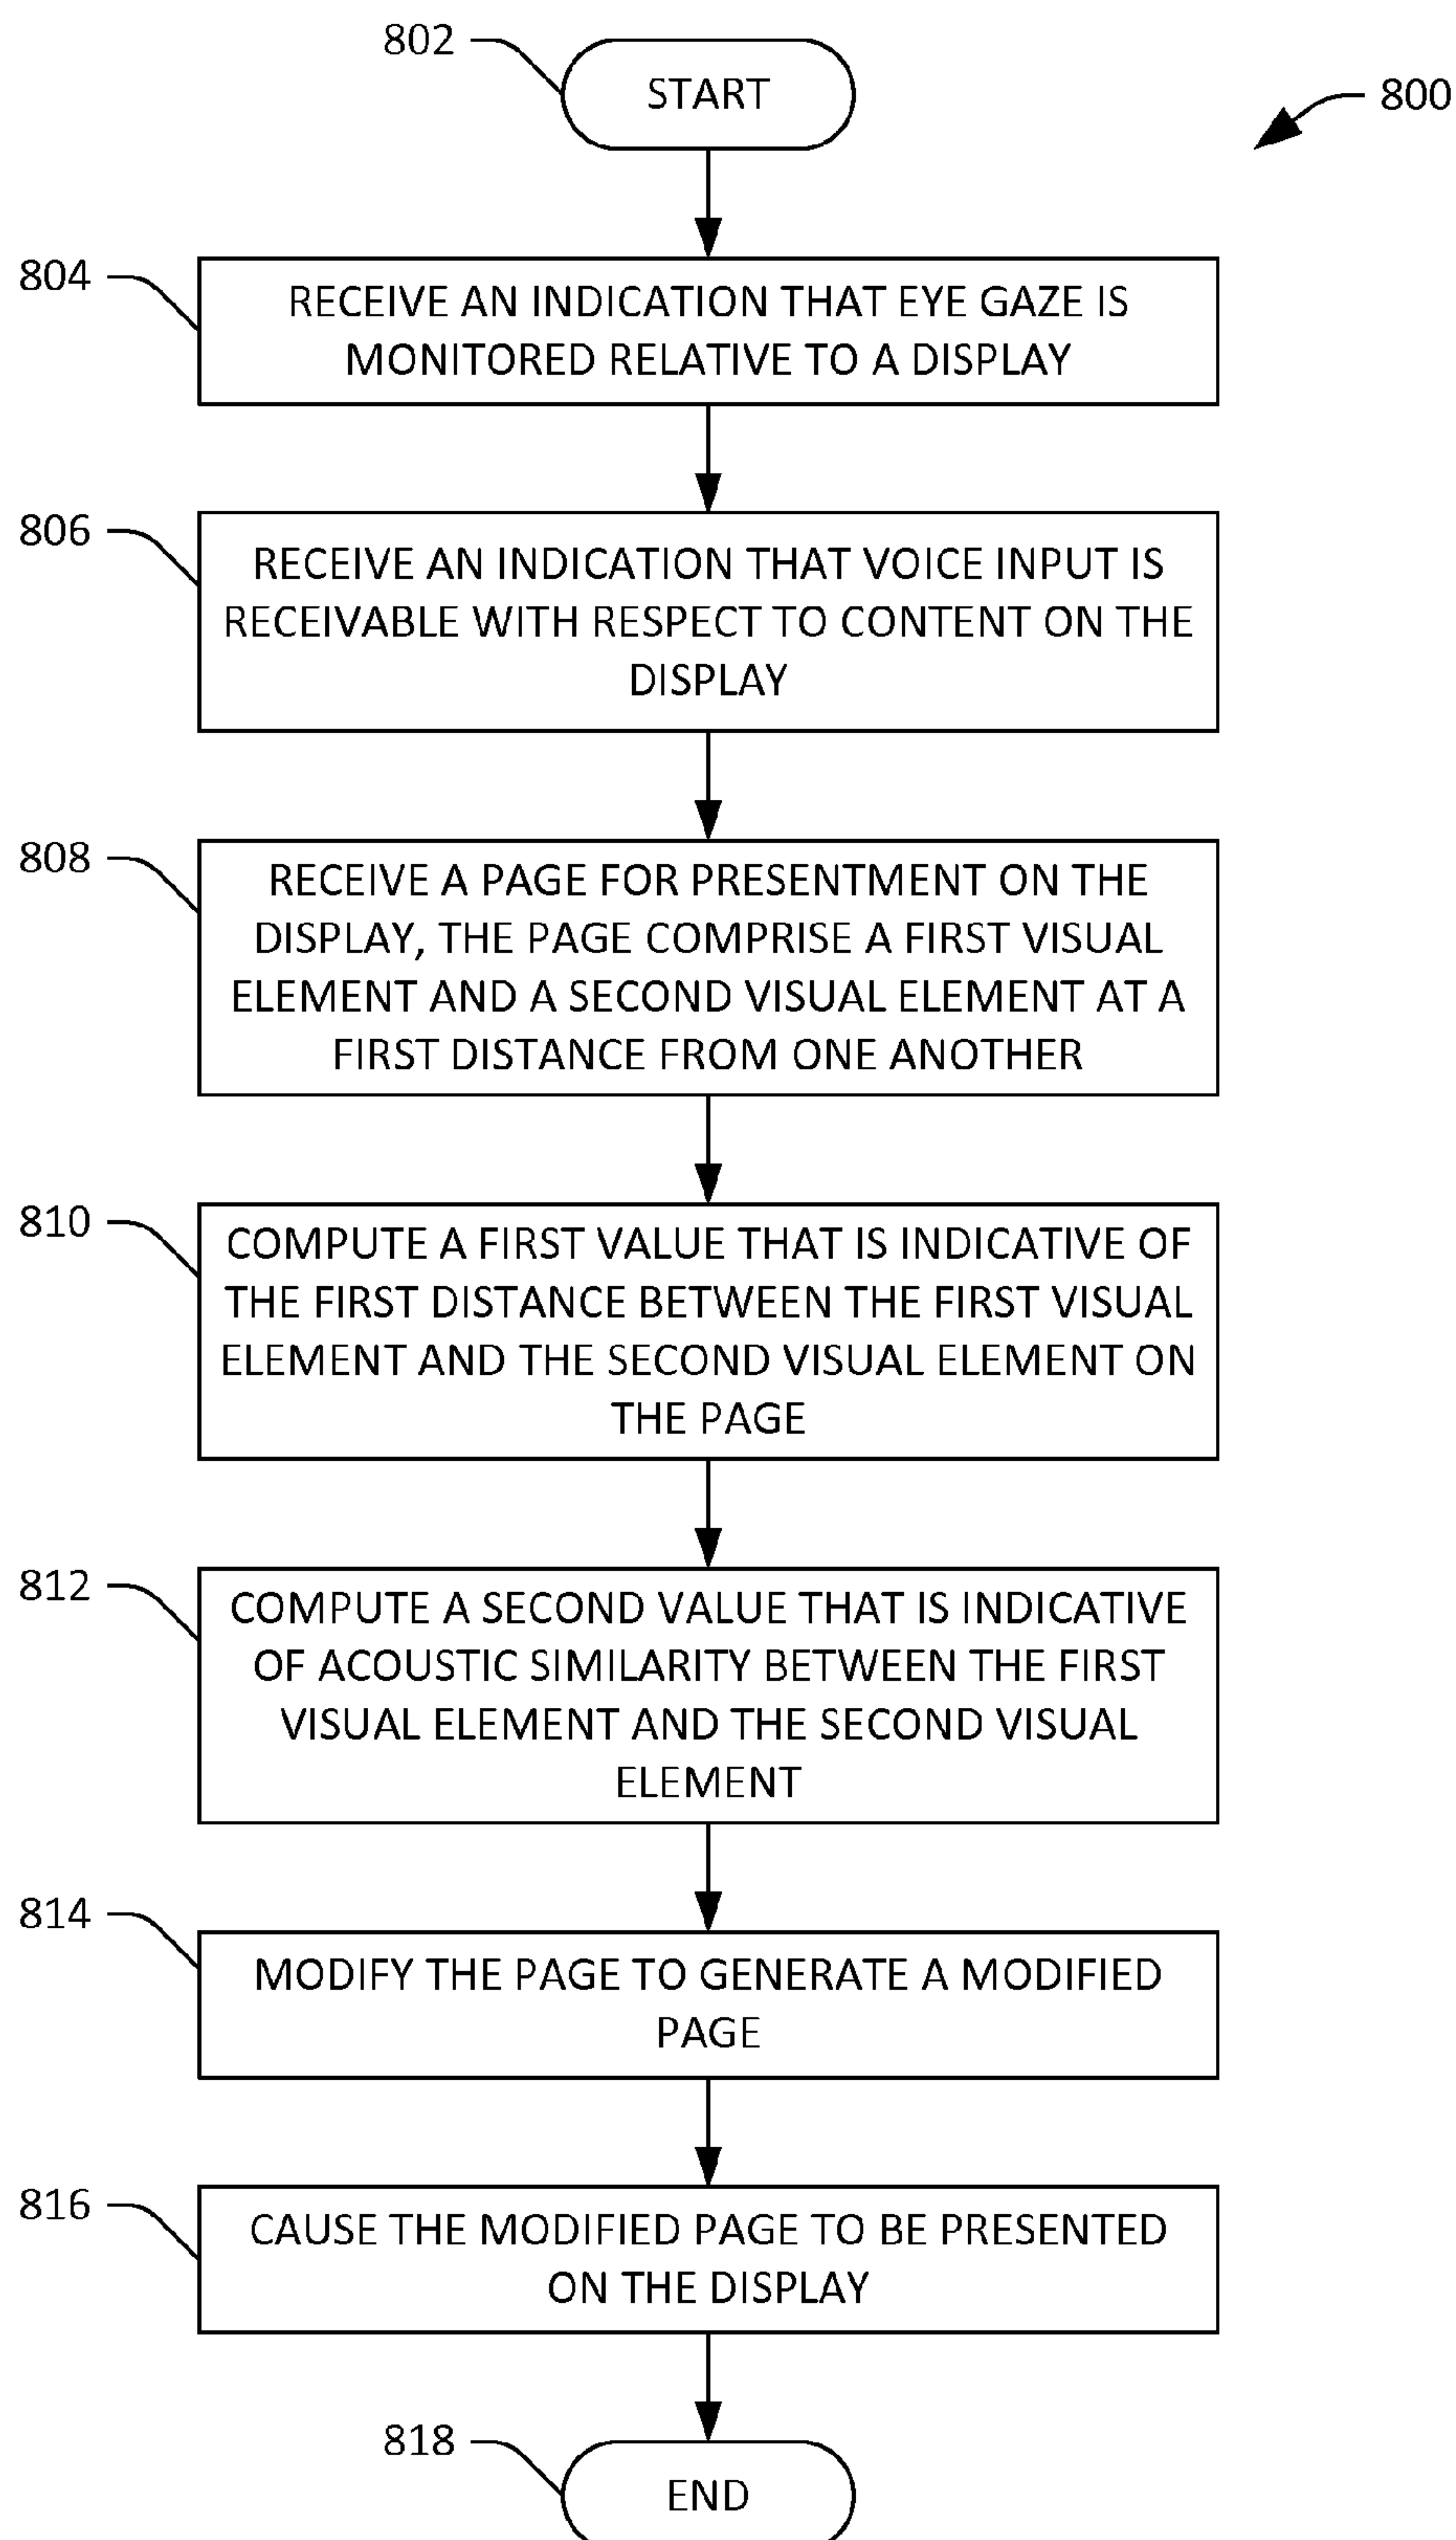 802
START
800
804
RECEIVE AN INDICATION THAT EYE GAZE IS
MONITORED RELATIVE TO A DISPLAY
806
RECEIVE AN INDICATION THAT VOICE INPUT IS
RECEIVABLE WITH RESPECT TO CONTENT ON THE
DISPLAY
808
RECEIVE A PAGE FOR PRESENTMENT ON THE
DISPLAY, THE PAGE COMPRISE A FIRST VISUAL
ELEMENT AND A SECOND VISUAL ELEMENT AT A
FIRST DISTANCE FROM ONE ANOTHER
810
COMPUTE A FIRST VALUE THAT IS INDICATIVE OF
THE FIRST DISTANCE BETWEEN THE FIRST VISUAL
ELEMENT AND THE SECOND VISUAL ELEMENT ON
THE PAGE
812
COMPUTE A SECOND VALUE THAT IS INDICATIVE
OF ACOUSTIC SIMILARITY BETWEEN THE FIRST
VISUAL ELEMENT AND THE SECOND VISUAL
ELEMENT
814
MODIFY THE PAGE TO GENERATE A MODIFIED
PAGE
816
CAUSE THE MODIFIED PAGE TO BE PRESENTED
ON THE DISPLAY
818
END